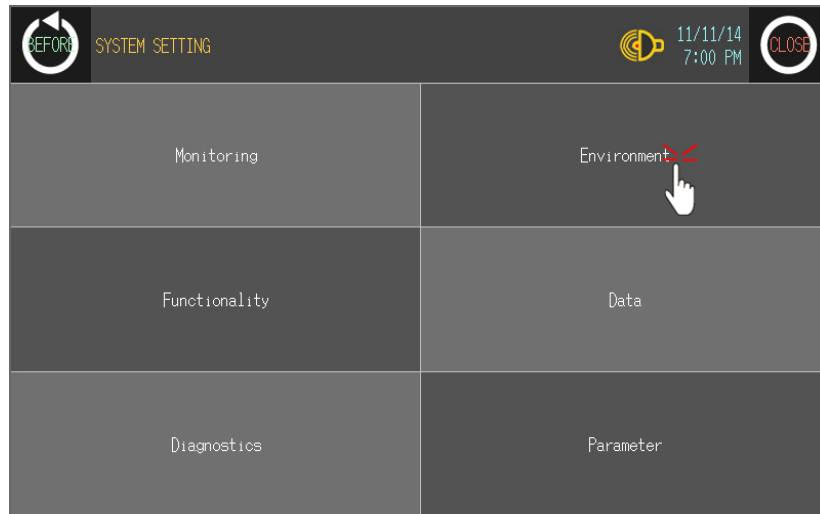 BEFORE
SYSTEM SETTING
11/11/14
7:00 PM
CLOSE
Monitoring
Environment
Functionality
Data
Diagnostics
Parameter